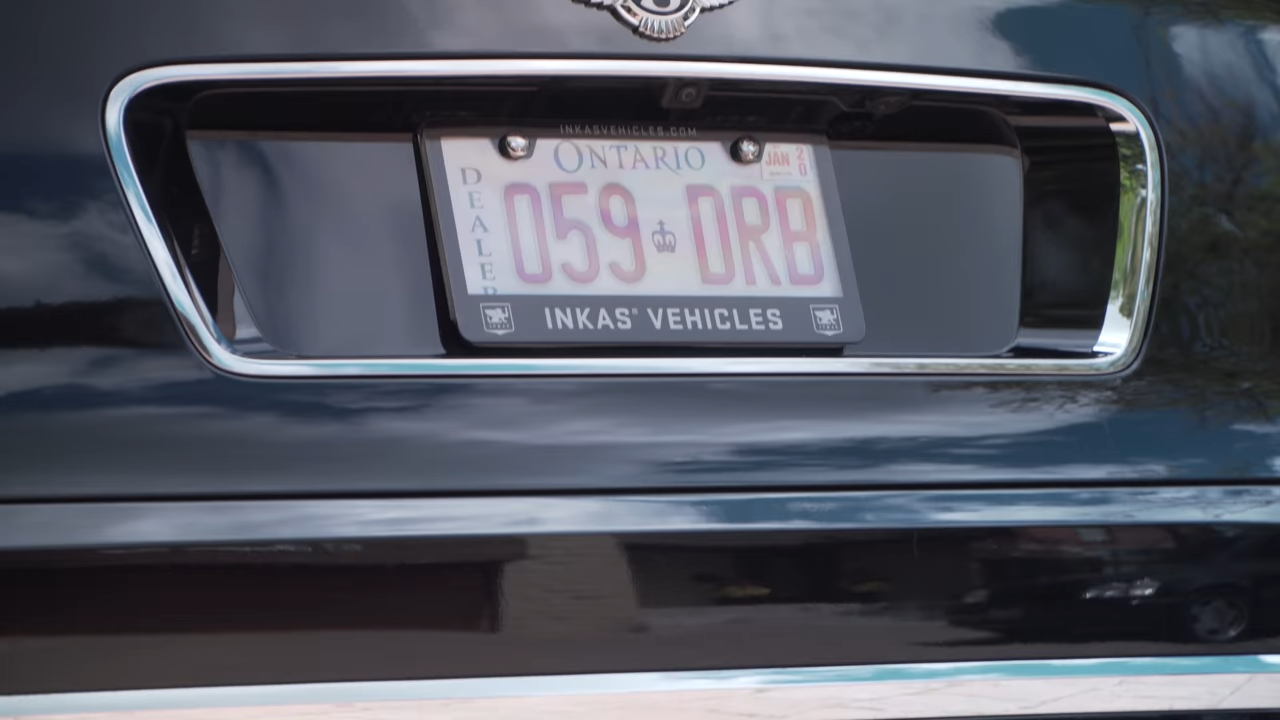 INKASVEHICLES.COM
ONTARIO
JAN 20
DEALER
059 DRB
INKAS® VEHICLES